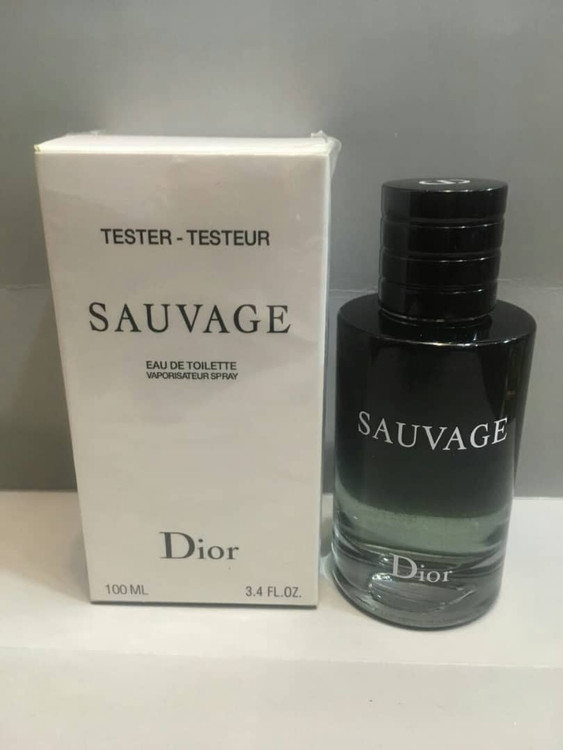 TESTER - TESTEUR
SAUVAGE
EAU DE TOILETTE
VAPORISATEUR SPRAY
Dior
100 ML 3.4 FL.OZ.
SAUVAGE
Dior